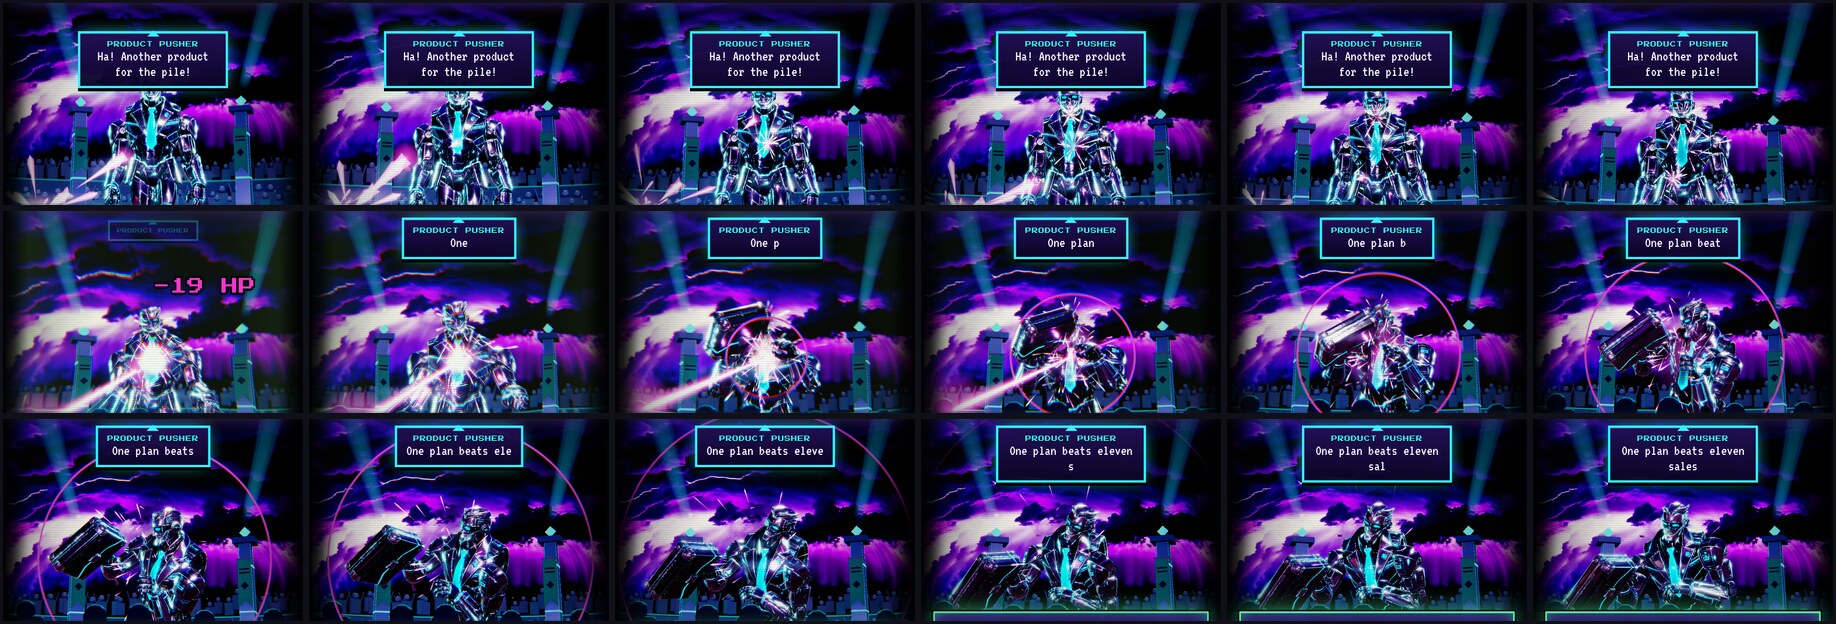 PRODUCT PUSHER
Ha! Another product
for the pile!
PRODUCT PUSHER
Ha! Another product
for the pile!
PRODUCT PUSHER
Ha! Another product
for the pile!
PRODUCT PUSHER
Ha! Another product
for the pile!
PRODUCT PUSHER
Ha! Another product
for the pile!
PRODUCT PUSHER
Ha! Another product
for the pile!
PRODUCT PUSHER
-19 HP
PRODUCT PUSHER
One
PRODUCT PUSHER
One p
PRODUCT PUSHER
One plan
PRODUCT PUSHER
One plan b
PRODUCT PUSHER
One plan beat
PRODUCT PUSHER
One plan beats
PRODUCT PUSHER
One plan beats ele
PRODUCT PUSHER
One plan beats eleve
PRODUCT PUSHER
One plan beats eleven
s
PRODUCT PUSHER
One plan beats eleven
sal
PRODUCT PUSHER
One plan beats eleven
sales